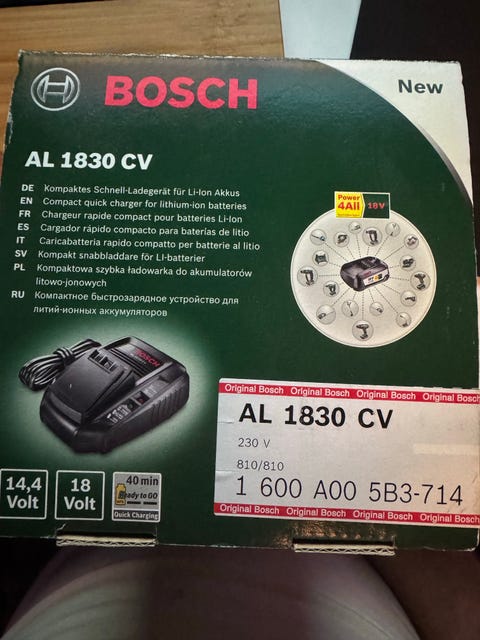 BOSCH
New
AL 1830 CV
DE Kompaktes Schnell-Ladegerät für Li-Ion Akkus
EN Compact quick charger for lithium-ion batteries
FR Chargeur rapide compact pour batteries Li-Ion
ES Cargador rápido compacto para baterías de litio
IT Caricabatteria rapido compatto per batterie al litio
SV Kompakt snabbladdare för LI-batterier
PL Kompaktowa szybka ładowarka do akumulatorów
litowo-jonowych
RU Компактное быстрозарядное устройство для
литий-ионных аккумуляторов
Power
4All 18V
BOSCH
Original Bosch Original Bosch Original Bosch Original Bosch
AL 1830 CV
230 V
810/810
1 600 A00 5B3-714
Original Bosch Original Bosch Original Bosch Original Bosch
14,4
Volt
18
Volt
40 min
Ready to GO
Quick Charging